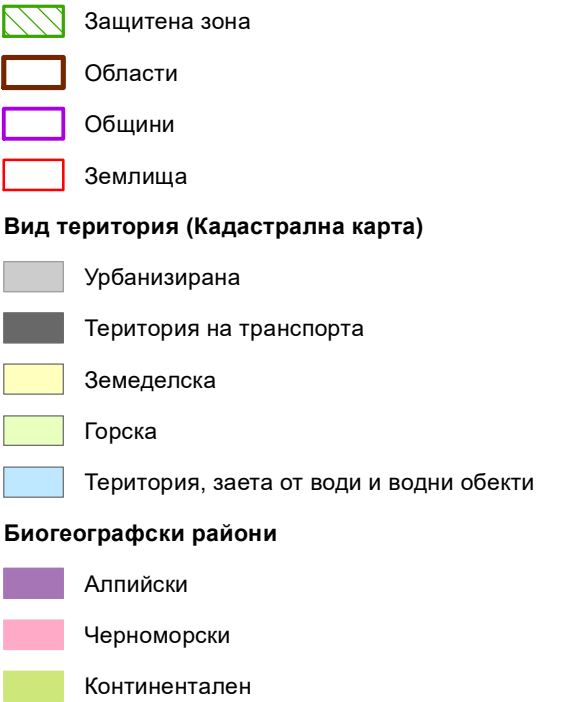 Защитена зона
Области
Общини
Землища
Вид територия (Кадастрална карта)
Урбанизирана
Територия на транспорта
Земеделска
Горска
Територия, заета от води и водни обекти
Биогеографски райони
Алпийски
Черноморски
Континентален